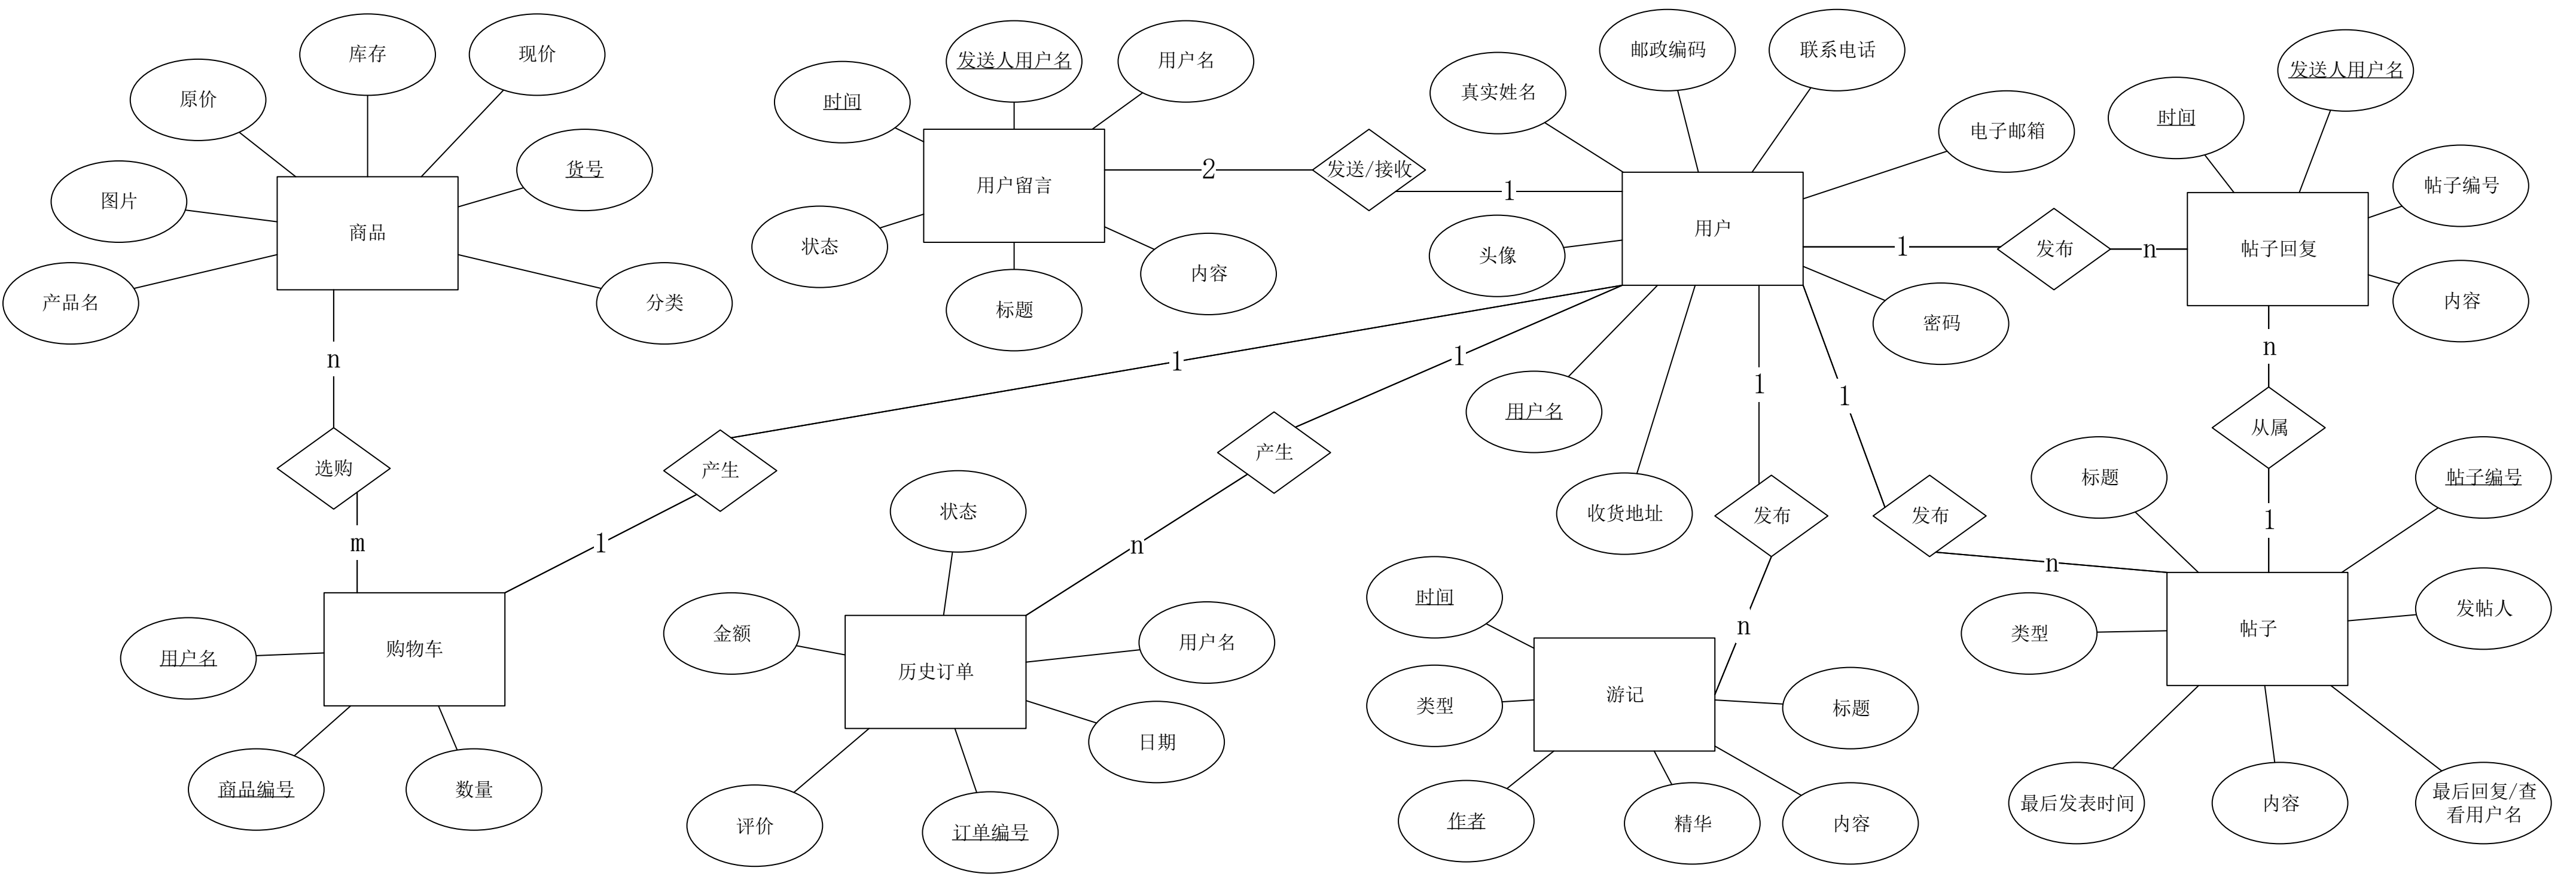 库存
现价
原价
货号
图片
商品
产品名
分类
n
选购
m
购物车
用户名
商品编号
数量
发送人用户名
用户名
时间
用户留言
状态
内容
标题
2
发送/接收
1
邮政编码
联系电话
真实姓名
电子邮箱
用户
头像
密码
用户名
收货地址
1
发布
n
发送人用户名
时间
帖子编号
帖子回复
内容
n
从属
1
1
产生
1
1
产生
n
状态
金额
用户名
历史订单
日期
评价
订单编号
1
发布
n
时间
游记
类型
标题
作者
精华
内容
1
发布
n
标题
帖子编号
发帖人
类型
帖子
最后发表时间
内容
最后回复/查
看用户名